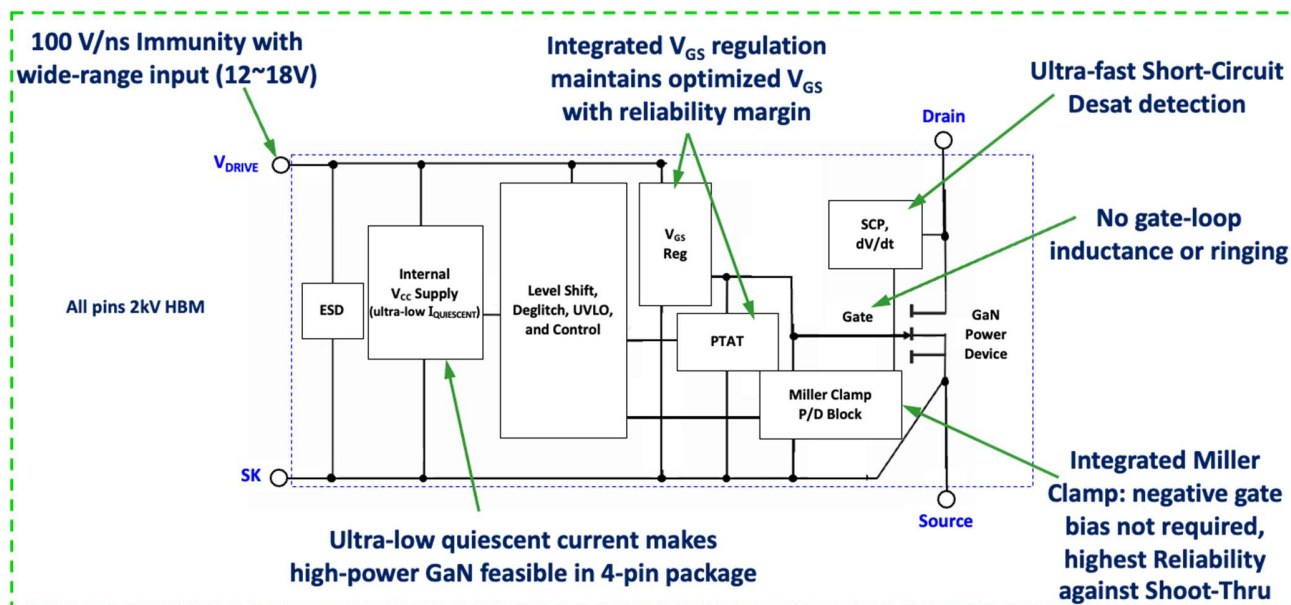 100 V/ns Immunity with
wide-range input (12~18V)
Integrated VGS regulation
maintains optimized VGS
with reliability margin
Ultra-fast Short-Circuit
Desat detection
Drain
VDRIVE
SCP,
dV/dt
No gate-loop
inductance or ringing
VGS
Reg
Internal
VCC Supply
(ultra-low IQUIESCENT)
Level Shift,
Deglitch, UVLO,
and Control
All pins 2kV HBM
ESD
Gate
GaN
Power
Device
PTAT
Miller Clamp
P/D Block
SK
Source
Integrated Miller
Clamp: negative gate
bias not required,
highest Reliability
against Shoot-Thru
Ultra-low quiescent current makes
high-power GaN feasible in 4-pin package